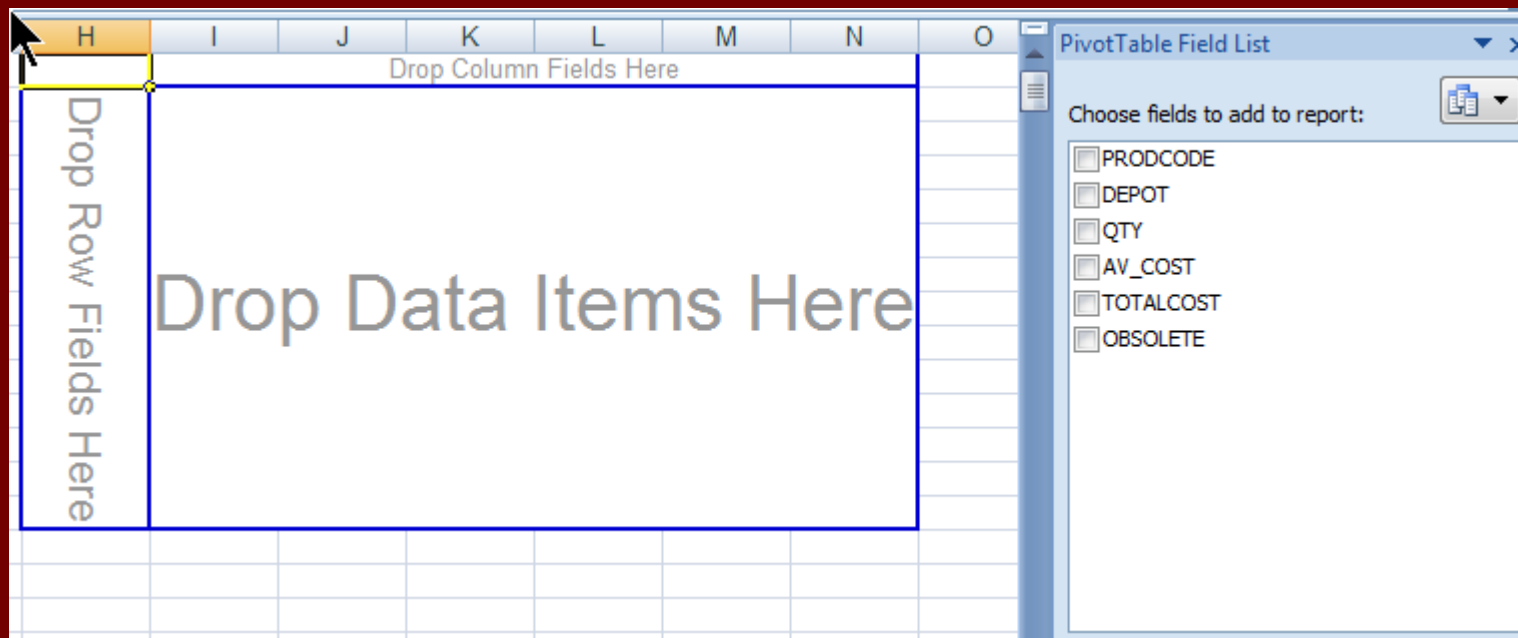 H I J K L M N O
PivotTable Field List
Drop Column Fields Here
Choose fields to add to report:
Drop Row Fields Here
Drop Data Items Here
PRODCODE
DEPOT
QTY
AV_COST
TOTALCOST
OBSOLETE